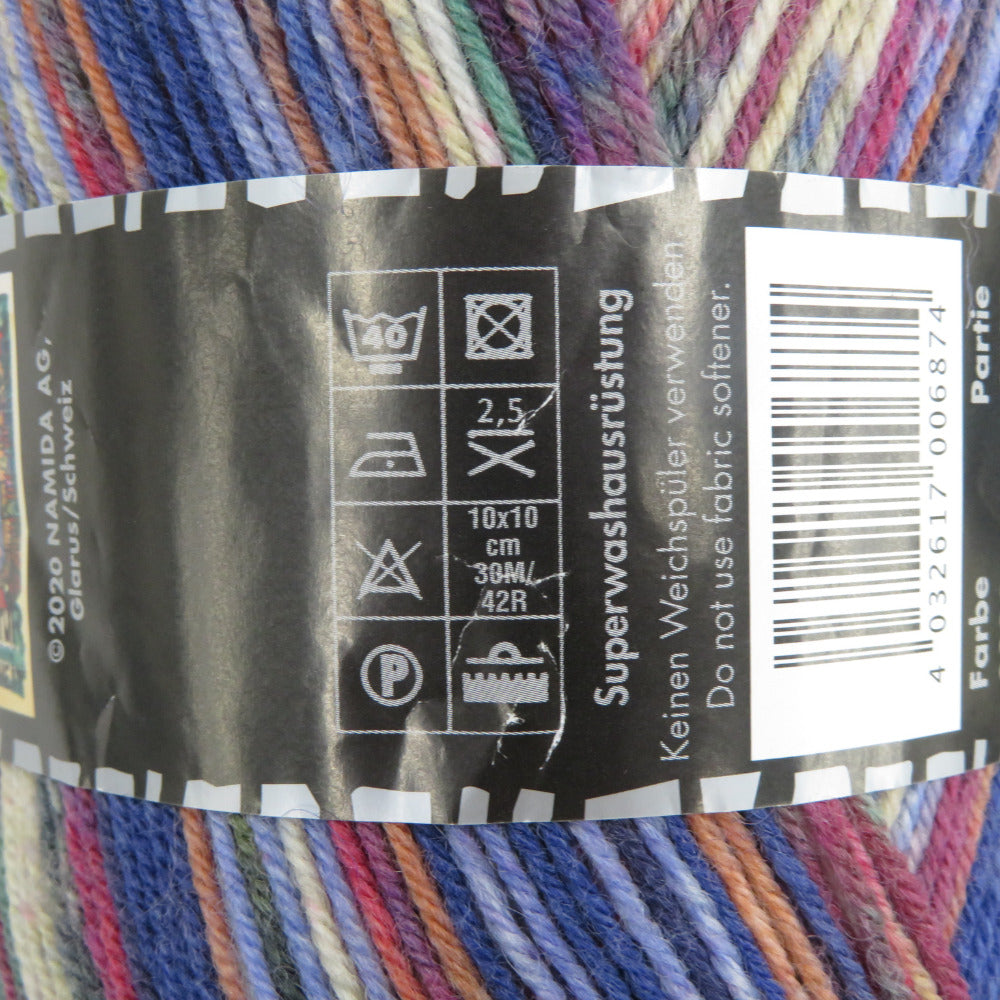 ©2020 NAMIDA AG,
Glarus/Schweiz
40
2,5
10x10
cm
30M/
42R
P
Superwashausrüstung
Keinen Weichspüler verwenden
Do not use fabric softener.
4 032617 006874
Farbe
Partie